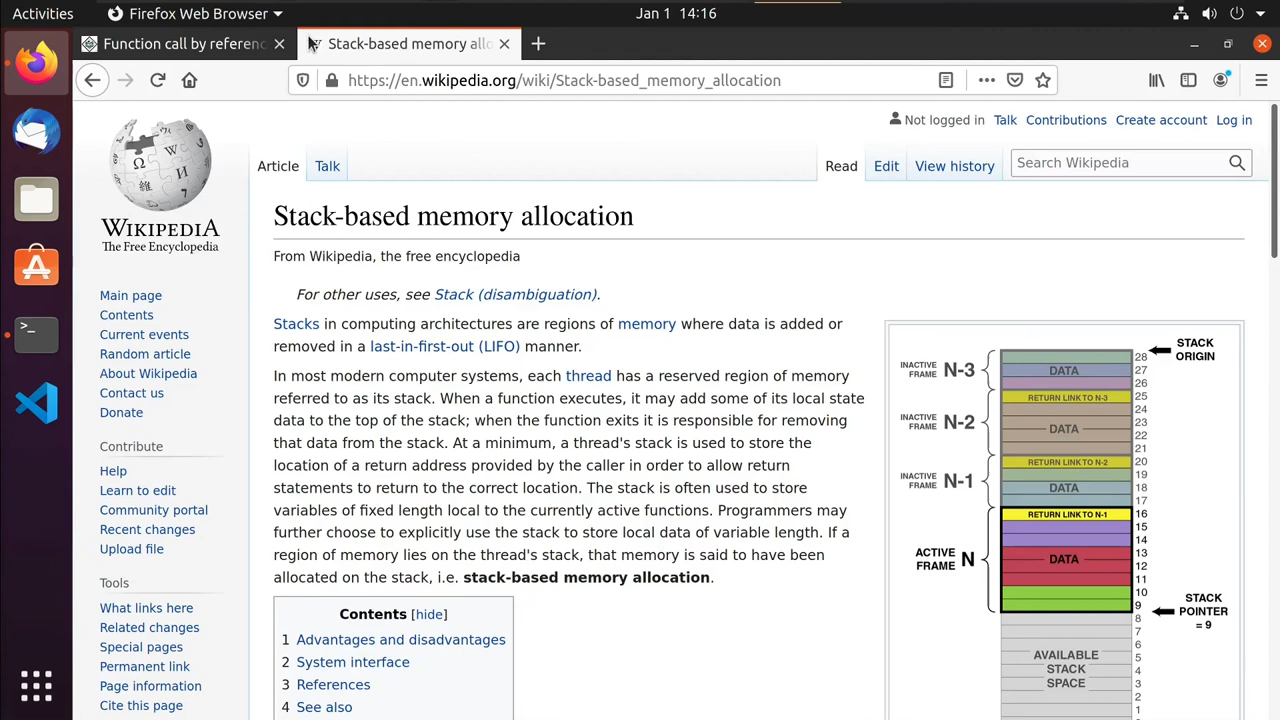 Activities
Firefox Web Browser
Jan 1 14:16
Function call by referenc
Stack-based memory allo
https://en.wikipedia.org/wiki/Stack-based_memory_allocation
Not logged in Talk Contributions Create account Log in
Article Talk
Read Edit View history
Search Wikipedia
WIKIPEDIA
The Free Encyclopedia
Main page
Contents
Current events
Random article
About Wikipedia
Contact us
Donate
Contribute
Help
Learn to edit
Community portal
Recent changes
Upload file
Tools
What links here
Related changes
Special pages
Permanent link
Page information
Cite this page
Stack-based memory allocation
From Wikipedia, the free encyclopedia
For other uses, see Stack (disambiguation).
Stacks in computing architectures are regions of memory where data is added or
removed in a last-in-first-out (LIFO) manner.
In most modern computer systems, each thread has a reserved region of memory
referred to as its stack. When a function executes, it may add some of its local state
data to the top of the stack; when the function exits it is responsible for removing
that data from the stack. At a minimum, a thread's stack is used to store the
location of a return address provided by the caller in order to allow return
statements to return to the correct location. The stack is often used to store
variables of fixed length local to the currently active functions. Programmers may
further choose to explicitly use the stack to store local data of variable length. If a
region of memory lies on the thread's stack, that memory is said to have been
allocated on the stack, i.e. stack-based memory allocation.
Contents [hide]
1 Advantages and disadvantages
2 System interface
3 References
4 See also
STACK
ORIGIN
INACTIVE
FRAME N-3
DATA
28
27
26
RETURN LINK TO N-3 25
INACTIVE
FRAME N-2
DATA
24
23
22
21
RETURN LINK TO N-2 20
INACTIVE
FRAME N-1
DATA
19
18
17
RETURN LINK TO N-1 16
ACTIVE
FRAME N
DATA
15
14
13
12
11
10
9
STACK
POINTER
= 9
8
7
6
5
4
3
2
1
AVAILABLE
STACK
SPACE